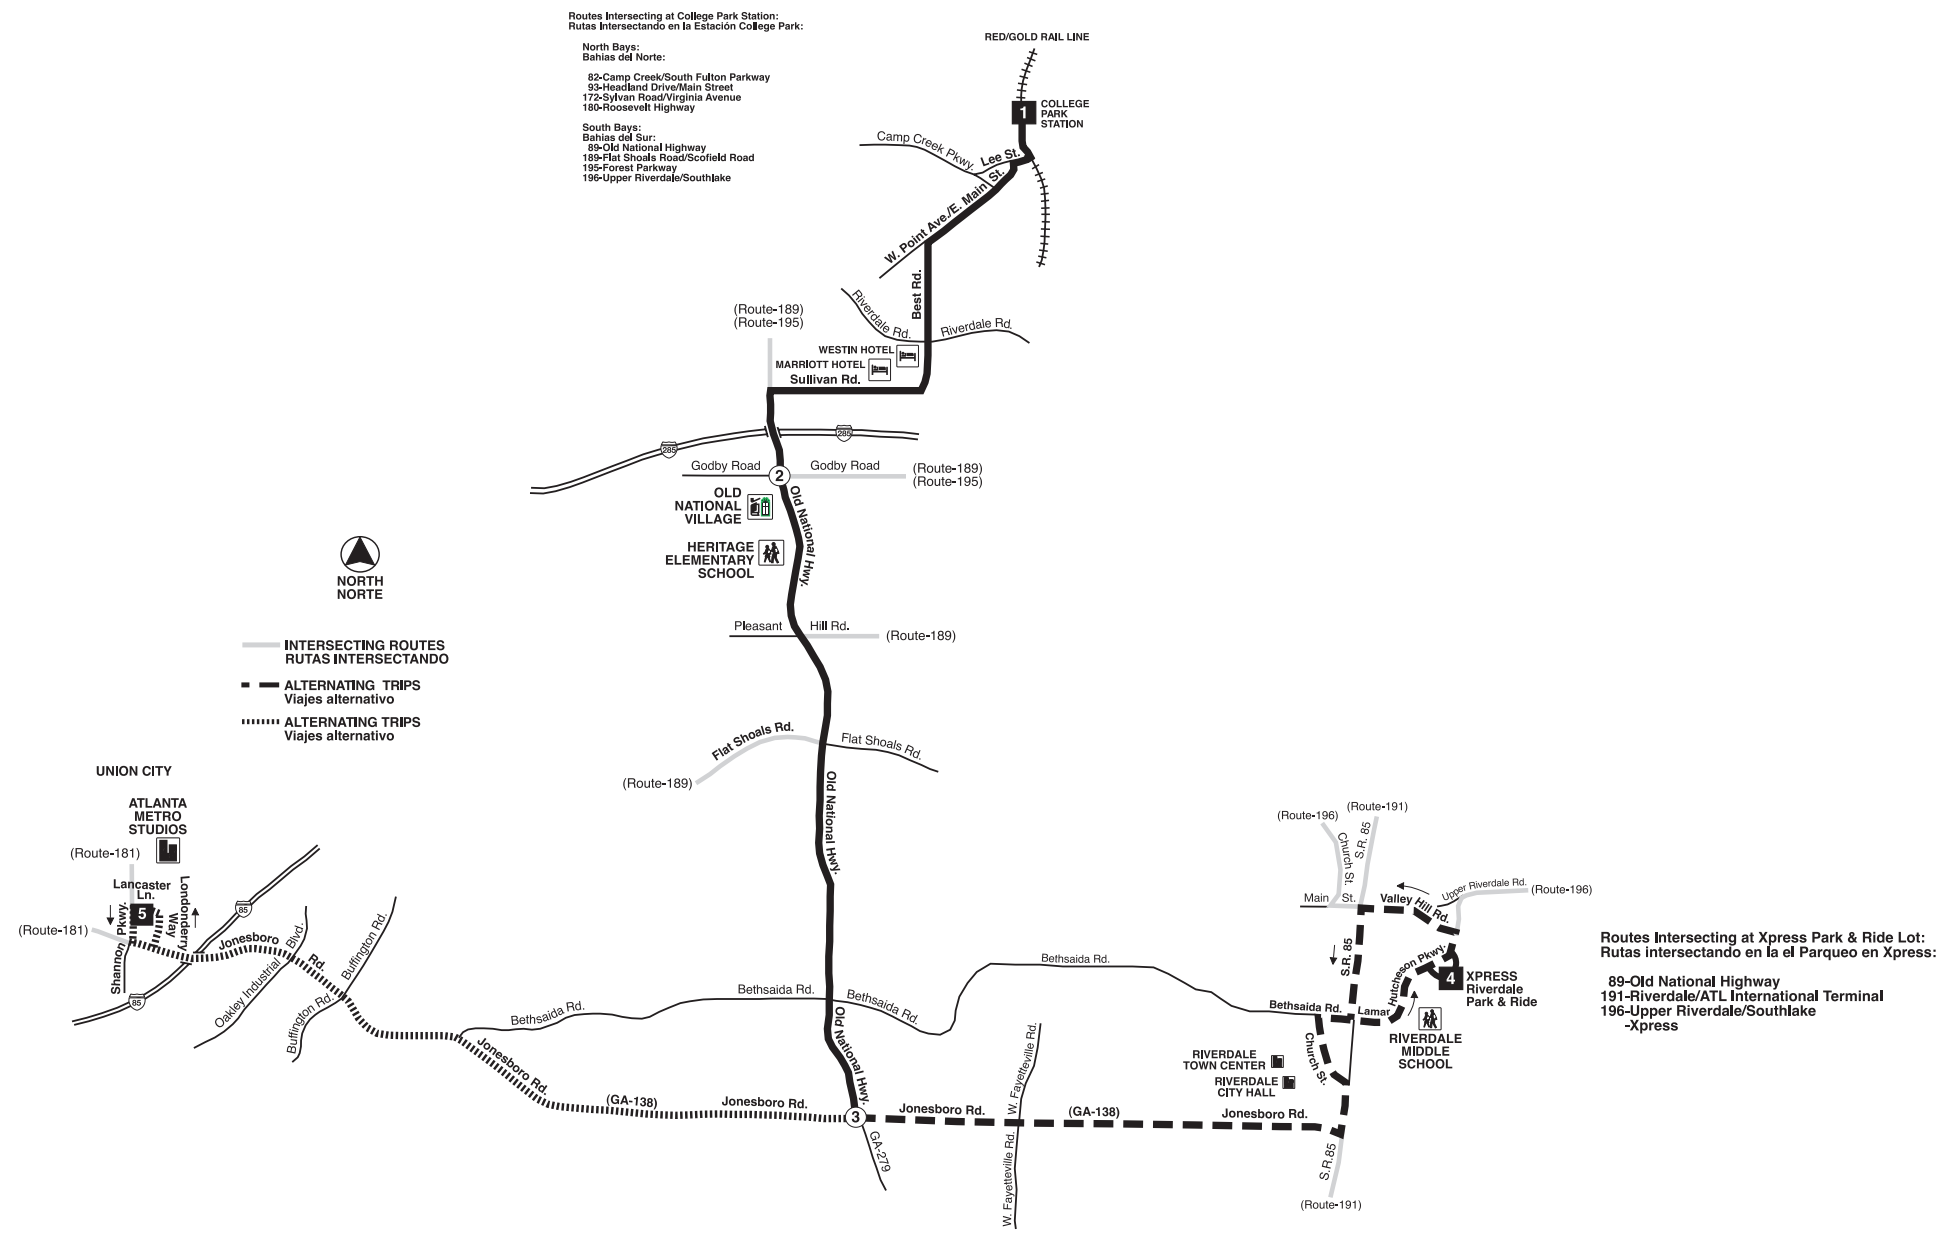 Routes Intersecting at College Park Station:
Rutas Intersectando en la Estación College Park:
North Bays:
Bahias del Norte:
82-Camp Creek/South Fulton Parkway
93-Headland Drive/Main Street
172-Sylvan Road/Virginia Avenue
180-Roosevelt Highway
South Bays:
Bahias del Sur:
89-Old National Highway
189-Flat Shoals Road/Scofield Road
195-Forest Parkway
196-Upper Riverdale/Southlake
RED/GOLD RAIL LINE
1
COLLEGE
PARK
STATION
Camp Creek Pkwy.
Lee St.
W. Point Ave./E. Main St.
Best Rd.
Riverdale Rd.
Riverdale Rd.
(Route-189)
(Route-195)
WESTIN HOTEL
MARRIOTT HOTEL
Sullivan Rd.
285
285
Godby Road
2
Godby Road
(Route-189)
(Route-195)
OLD
NATIONAL
VILLAGE
Old National Hwy.
HERITAGE
ELEMENTARY
SCHOOL
NORTH
NORTE
Pleasant
Hill Rd.
(Route-189)
INTERSECTING ROUTES
RUTAS INTERSECTANDO
ALTERNATING TRIPS
Viajes alternativo
ALTERNATING TRIPS
Viajes alternativo
Flat Shoals Rd.
Flat Shoals Rd.
(Route-189)
Old National Hwy.
UNION CITY
ATLANTA
METRO
STUDIOS
(Route-181)
Lancaster
Ln.
Londonderry
Way
5
Pkwy.
Shannon
(Route-181)
85
85
Jonesboro
Rd.
Oakley Industrial
Blvd.
Buffington Rd.
Buffington Rd.
Bethsaida Rd.
Bethsaida Rd.
Bethsaida Rd.
Bethsaida Rd.
Old National Hwy.
Jonesboro Rd.
(GA-138)
Jonesboro Rd.
3
GA-279
Jonesboro Rd.
W. Fayetteville Rd.
W. Fayetteville Rd.
(GA-138)
Jonesboro Rd.
(Route-196)
(Route-191)
Church St.
S.R. 85
Main
St.
Valley
Hill Rd.
Upper Riverdale Rd.
(Route-196)
S.R. 85
Hutcheson Pkwy.
4
XPRESS
Riverdale
Park & Ride
Bethsaida Rd.
Lamar
RIVERDALE
MIDDLE
SCHOOL
Church St.
RIVERDALE
TOWN CENTER
RIVERDALE
CITY HALL
S.R.85
(Route-191)
Routes Intersecting at Xpress Park & Ride Lot:
Rutas intersectando en la el Parqueo en Xpress:
89-Old National Highway
191-Riverdale/ATL International Terminal
196-Upper Riverdale/Southlake
-Xpress